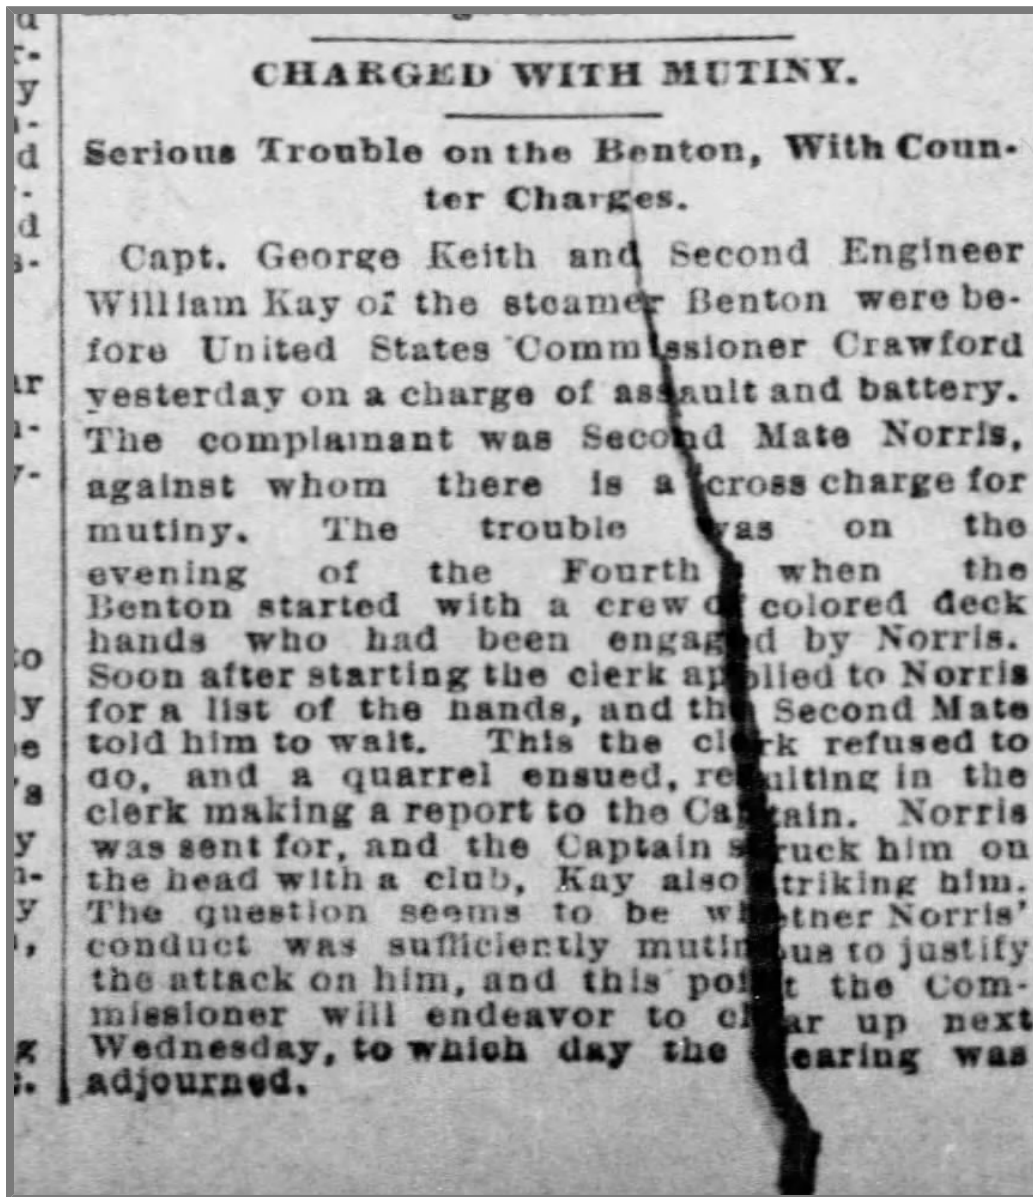 CHARGED WITH MUTINY.
Serious Trouble on the Benton, With Coun-
ter Charges.
Capt. George Keith and Second Engineer
William Kay of the steamer Benton were be-
fore United States Commissioner Crawford
yesterday on a charge of assault and battery.
The complainant was Second Mate Norris,
against whom there is a cross charge for
mutiny. The trouble was on the
evening of the Fourth when the
Benton started with a crew of colored deck
hands who had been engaged by Norris.
Soon after starting the clerk applied to Norris
for a list of the hands, and the Second Mate
told him to wait. This the clerk refused to
do, and a quarrel ensued, resulting in the
clerk making a report to the Captain. Norris
was sent for, and the Captain struck him on
the head with a club, Kay also striking him.
The question seems to be whether Norris'
conduct was sufficiently mutinous to justify
the attack on him, and this point the Com-
missioner will endeavor to clear up next
Wednesday, to which day the hearing was
adjourned.